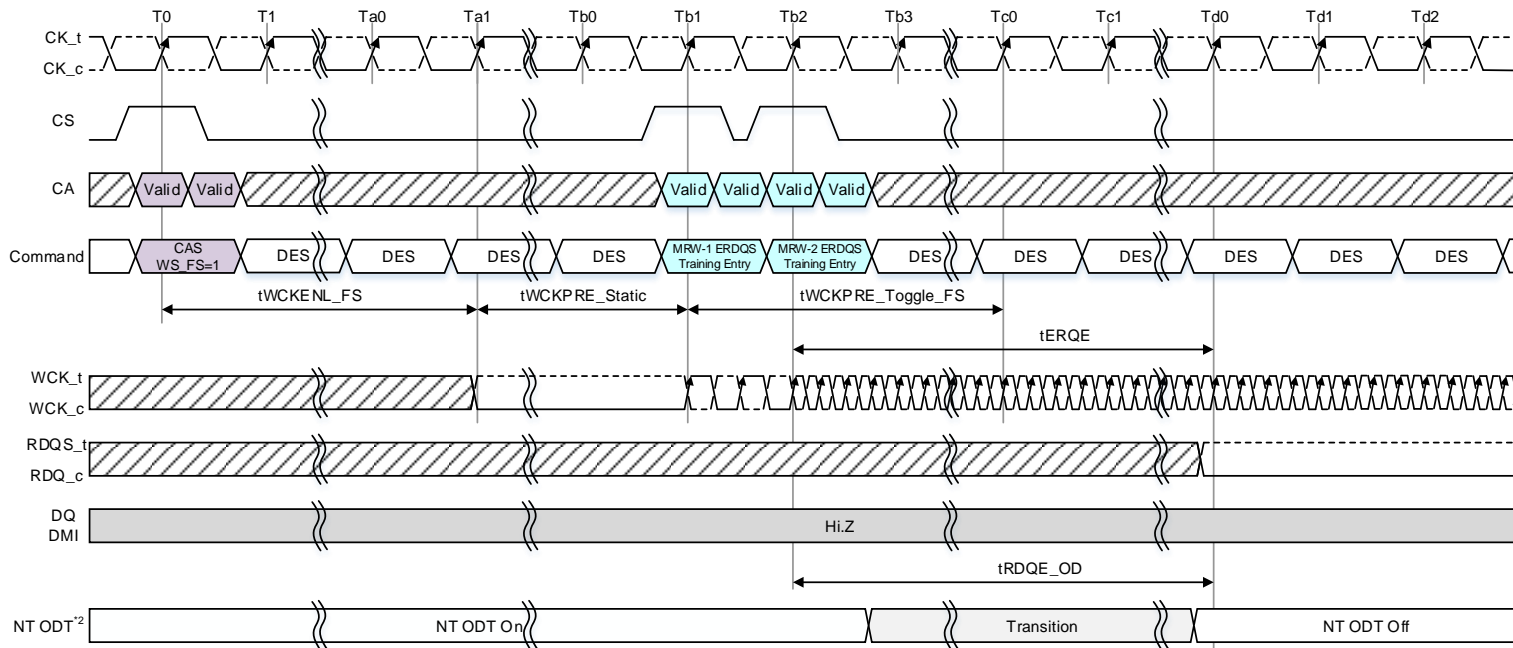 T0 T1 Ta0 Ta1 Tb0 Tb1 Tb2 Tb3 Tc0 Tc1 Td0 Td1 Td2
CK_t
CK_c
CS
CA Valid Valid Valid Valid Valid Valid
Command CAS DES DES DES DES MRW-1 ERDQS MRW-2 ERDQS DES DES DES DES DES DES
WS_FS=1 Training Entry Training Entry
tWCKENL_FS tWCKPRE_Static tWCKPRE_Toggle_FS
tERQE
WCK_t
WCK_c
RDQS_t
RDQ_c
DQ
DMI
Hi.Z
tRDQE_OD
NT ODT*2 NT ODT On Transition NT ODT Off